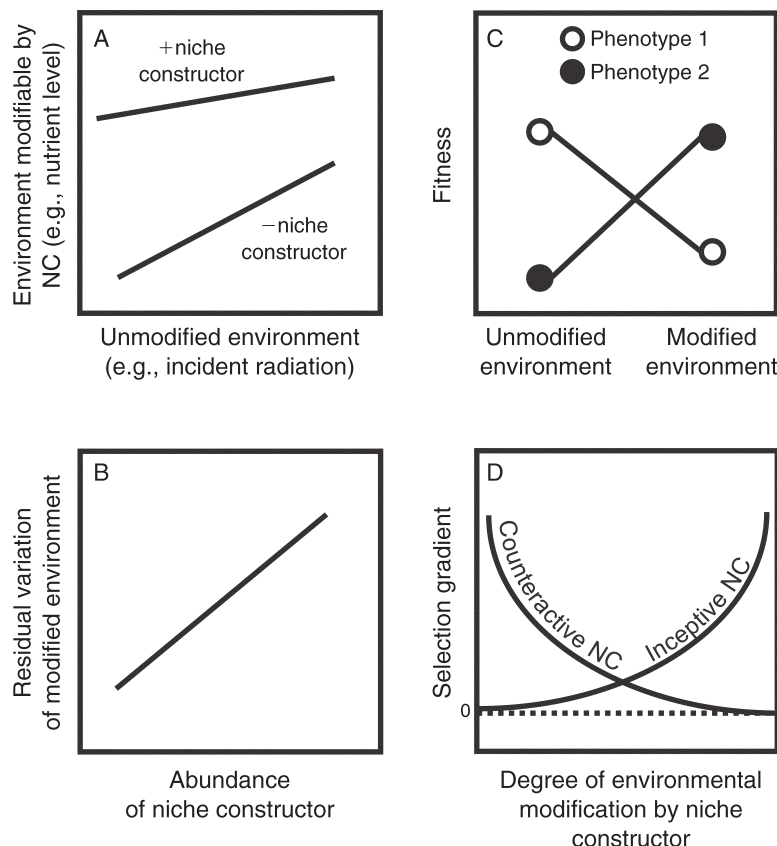 A
+niche
constructor
−niche
constructor
Environment modifiable by
NC (e.g., nutrient level)
Unmodified environment
(e.g., incident radiation)
C
Phenotype 1
Phenotype 2
Fitness
Unmodified
environment
Modified
environment
B
Residual variation
of modified environment
Abundance
of niche constructor
D
Counteractive NC
Inceptive NC
Selection gradient
0
Degree of environmental
modification by niche
constructor